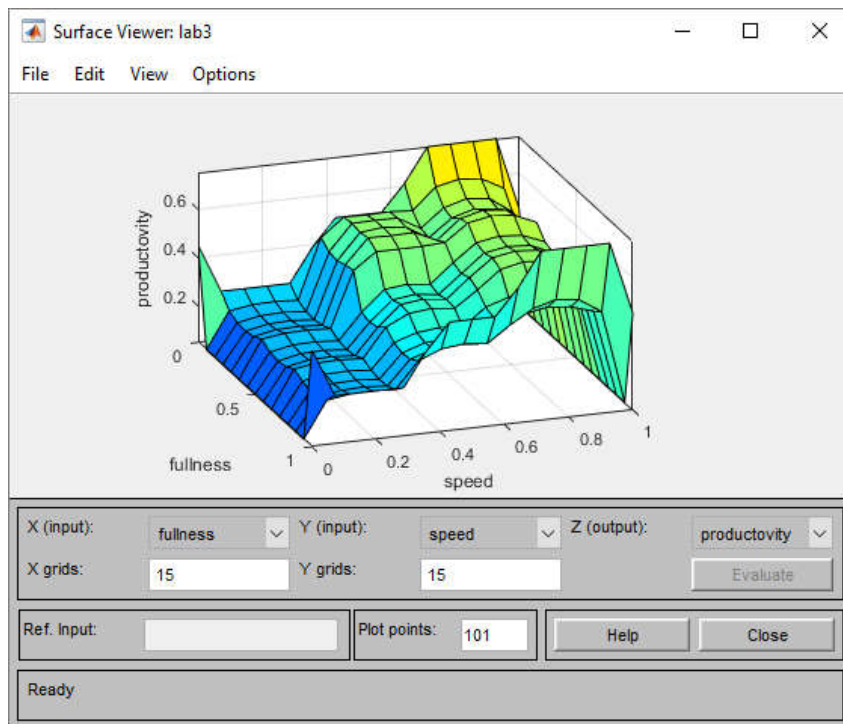 Surface Viewer: lab3
File Edit View Options
0.6
0.4
0.2
productovity
0
0.5
1
fullness
0
0.2
0.4
0.6
0.8
1
speed
X (input): fullness Y (input): speed Z (output): productovity
X grids: 15 Y grids: 15 Evaluate
Ref. Input: Plot points: 101 Help Close
Ready